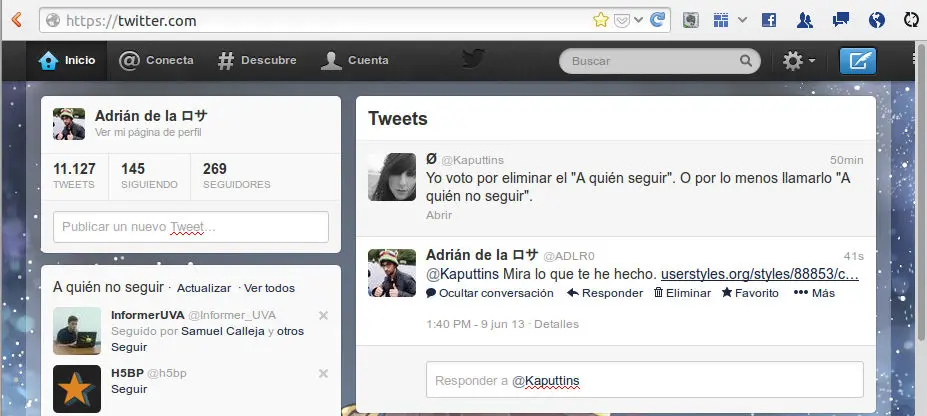 https://twitter.com
Inicio
Conecta
Descubre
Cuenta
Buscar
Adrián de la ロサ
Ver mi página de perfil
11.127
TWEETS
145
SIGUIENDO
269
SEGUIDORES
Publicar un nuevo Tweet...
A quién no seguir · Actualizar · Ver todos
InformerUVA @Informer_UVA
Seguido por Samuel Calleja y otros
Seguir
H5BP @h5bp
Seguir
Tweets
Ø @Kaputtins 50min
Yo voto por eliminar el "A quién seguir". O por lo menos llamarlo "A
quién no seguir".
Abrir
Adrián de la ロサ @ADLR0 41s
@Kaputtins Mira lo que te he hecho. userstyles.org/styles/88853/c…
Ocultar conversación Responder Eliminar Favorito Más
1:40 PM - 9 jun 13 · Detalles
Responder a @Kaputtins